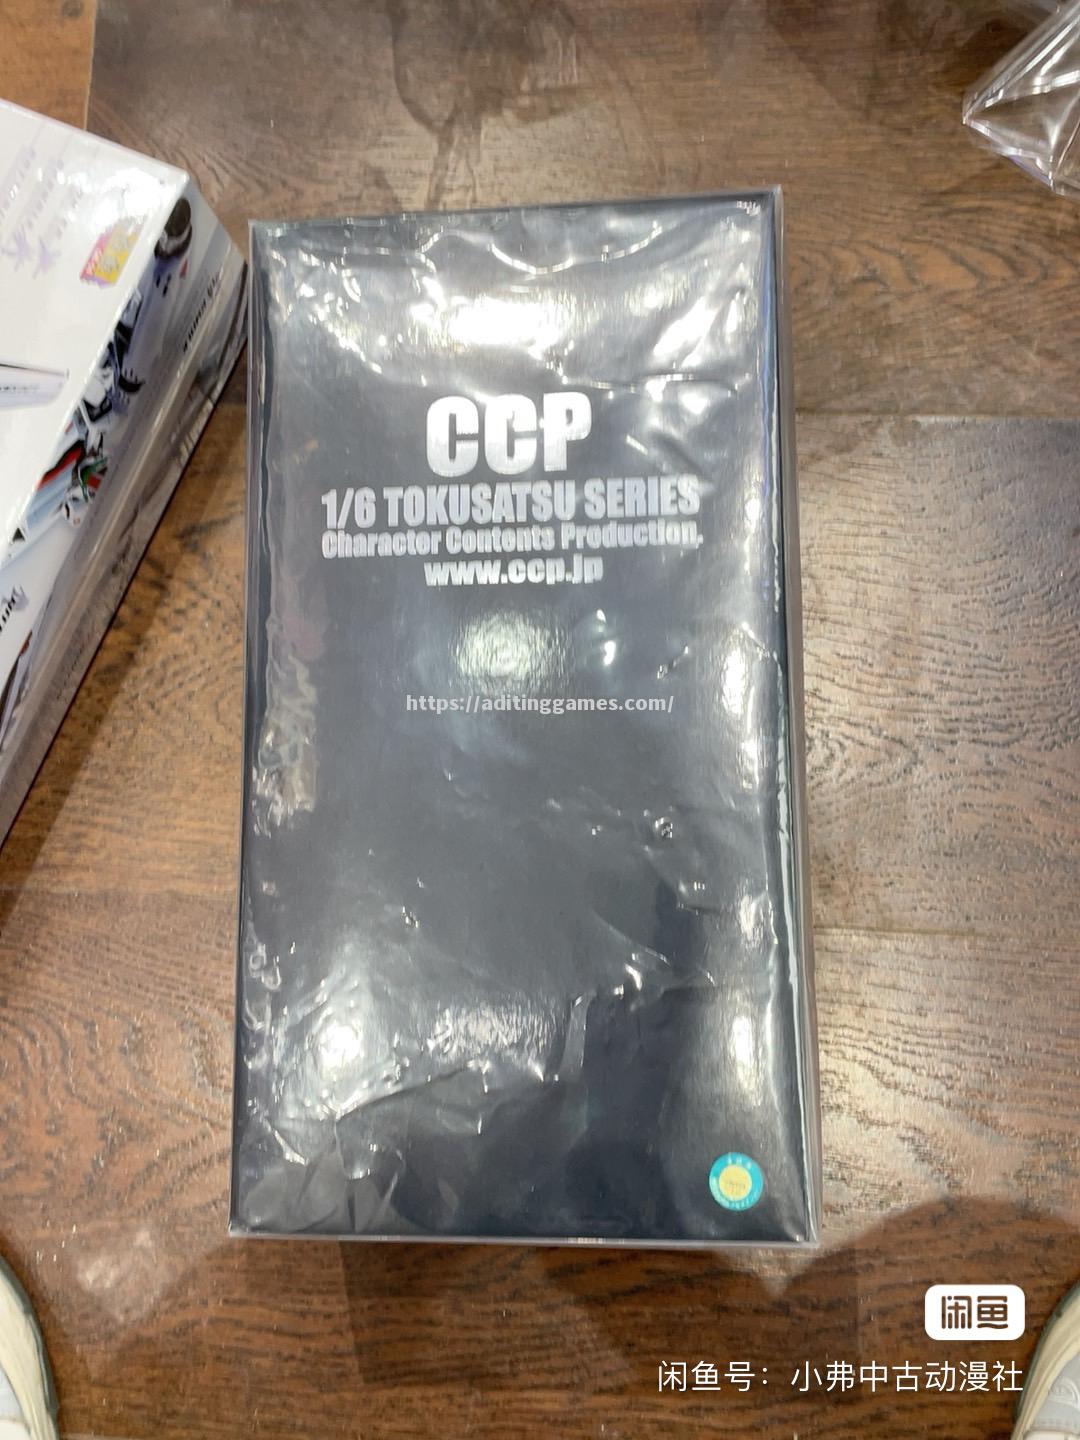 CCP
1/6 TOKUSATSU SERIES
Character Contents Production.
www.ccp.jp
https://aditinggames.com/
闲鱼
闲鱼号：小弗中古动漫社